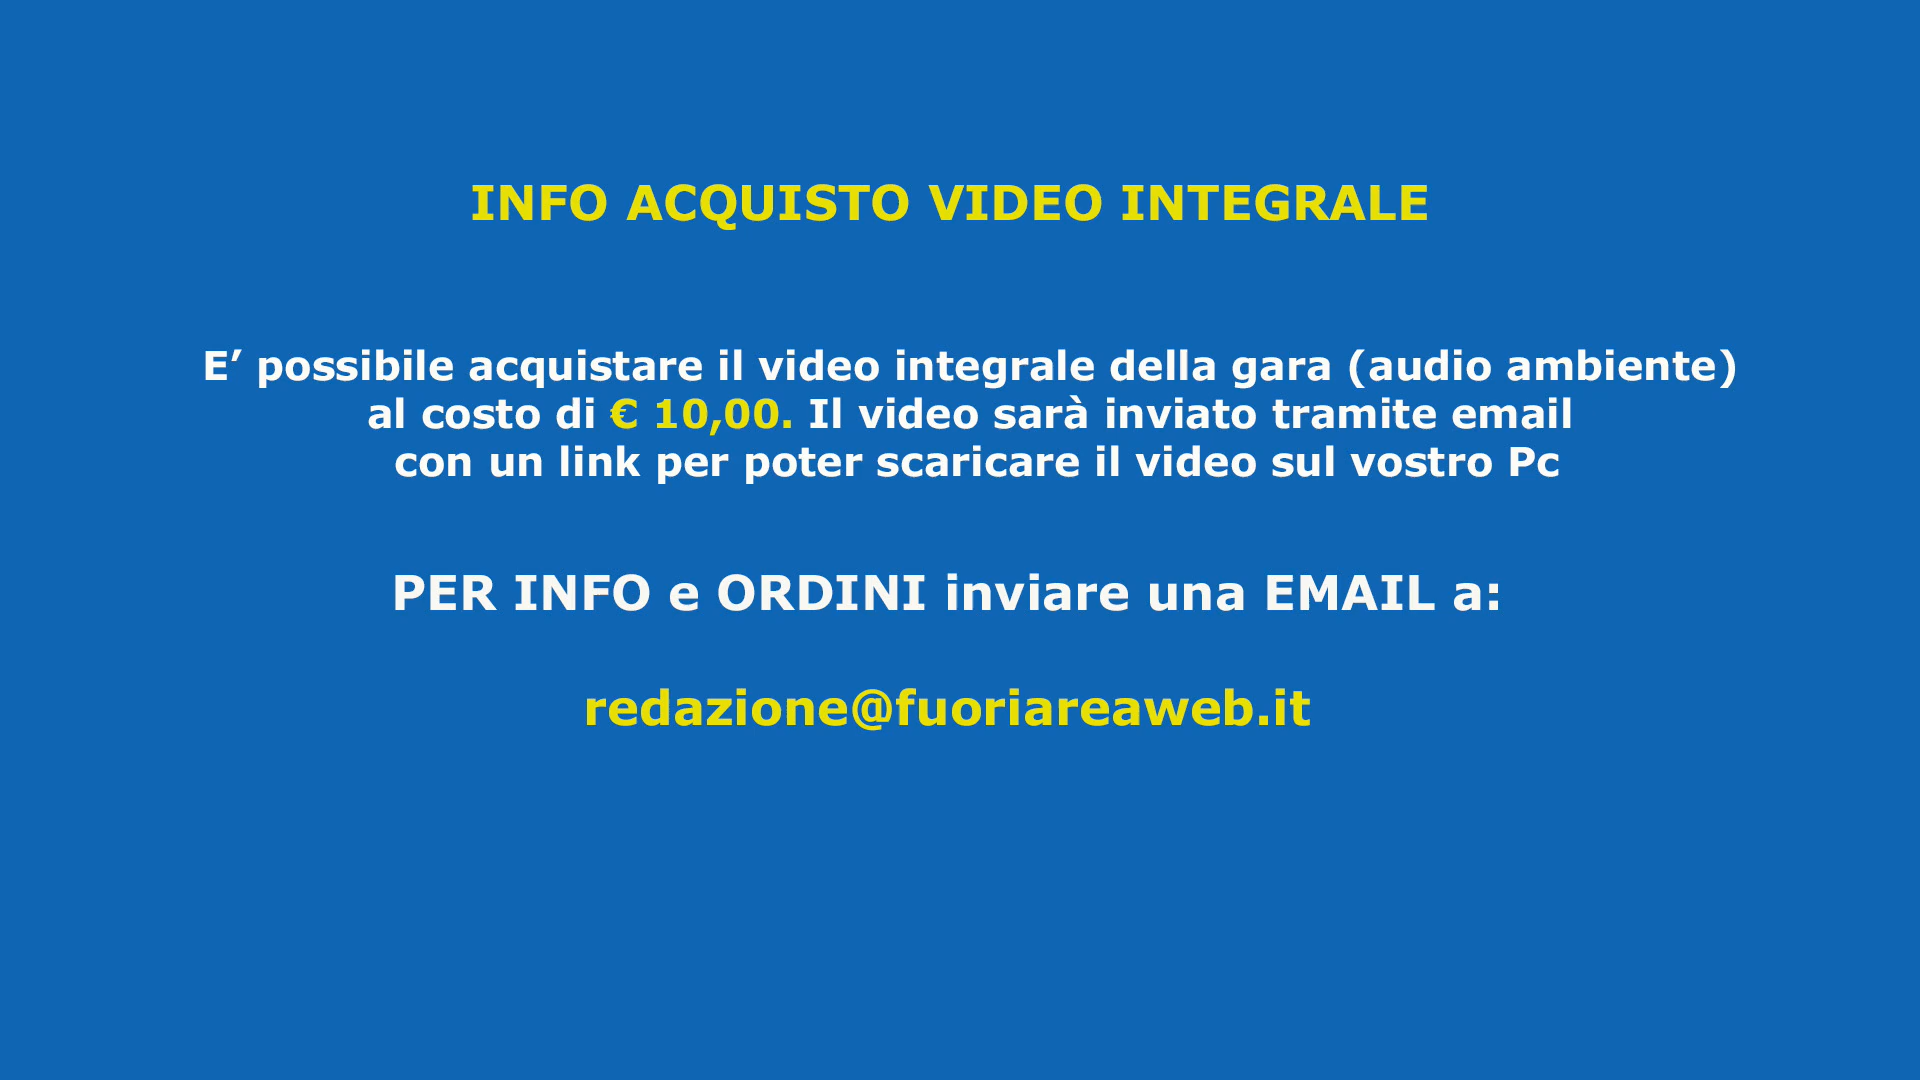 INFO ACQUISTO VIDEO INTEGRALE
E’ possibile acquistare il video integrale della gara (audio ambiente)
al costo di € 10,00. Il video sarà inviato tramite email
con un link per poter scaricare il video sul vostro Pc
PER INFO e ORDINI inviare una EMAIL a:
redazione@fuoriareaweb.it